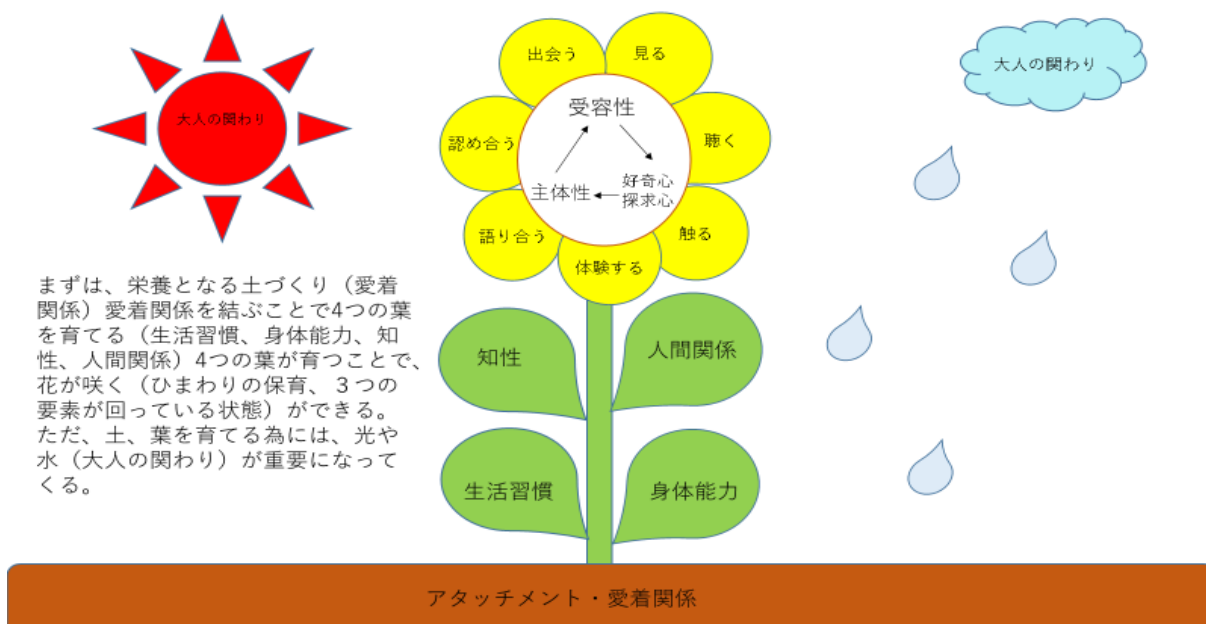 大人の関わり
出会う
見る
大人の関わり
受容性
認め合う
聴く
主体性
好奇心
探求心
語り合う
触る
体験する
まずは、栄養となる土づくり（愛着
関係）愛着関係を結ぶことで4つの葉
を育てる（生活習慣、身体能力、知
性、人間関係）4つの葉が育つことで、
花が咲く（ひまわりの保育、３つの
要素が回っている状態）ができる。
ただ、土、葉を育てる為には、光や
水（大人の関わり）が重要になって
くる。
知性
人間関係
生活習慣
身体能力
アタッチメント・愛着関係